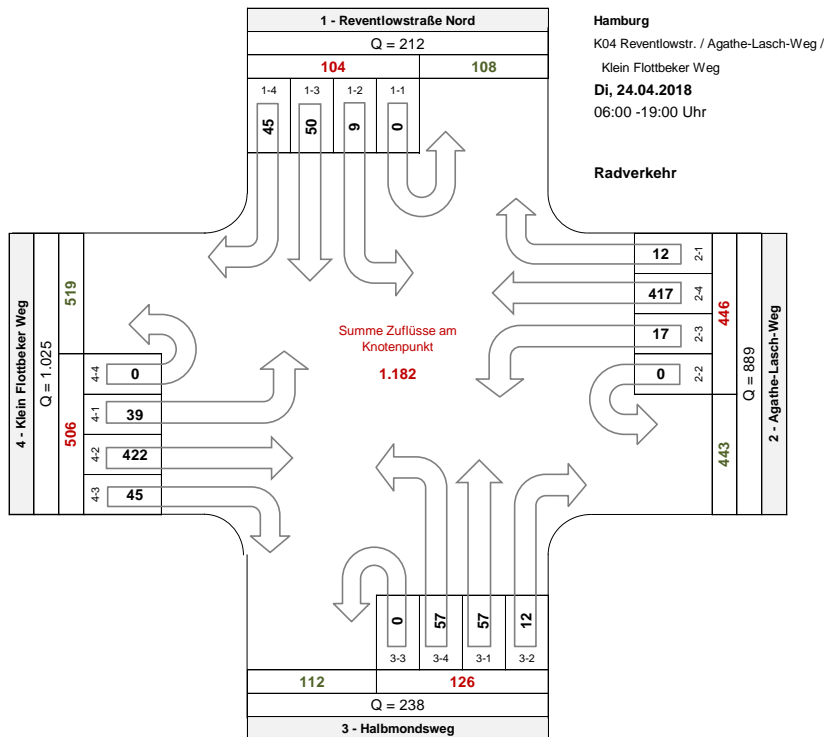 1 - Reventlowstraße Nord
Q = 212
104
108
1-4
1-3
1-2
1-1
45
50
9
0
Hamburg
K04 Reventlowstr. / Agathe-Lasch-Weg /
Klein Flottbeker Weg
Di, 24.04.2018
06:00 -19:00 Uhr
Radverkehr
4 - Klein Flottbeker Weg
Q = 1.025
519
506
4-4
0
4-1
39
4-2
422
4-3
45
Summe Zuflüsse am
Knotenpunkt
1.182
12
2-1
417
2-4
17
2-3
0
2-2
446
443
Q = 889
2 - Agathe-Lasch-Weg
0
57
57
12
3-3
3-4
3-1
3-2
112
126
Q = 238
3 - Halbmondsweg